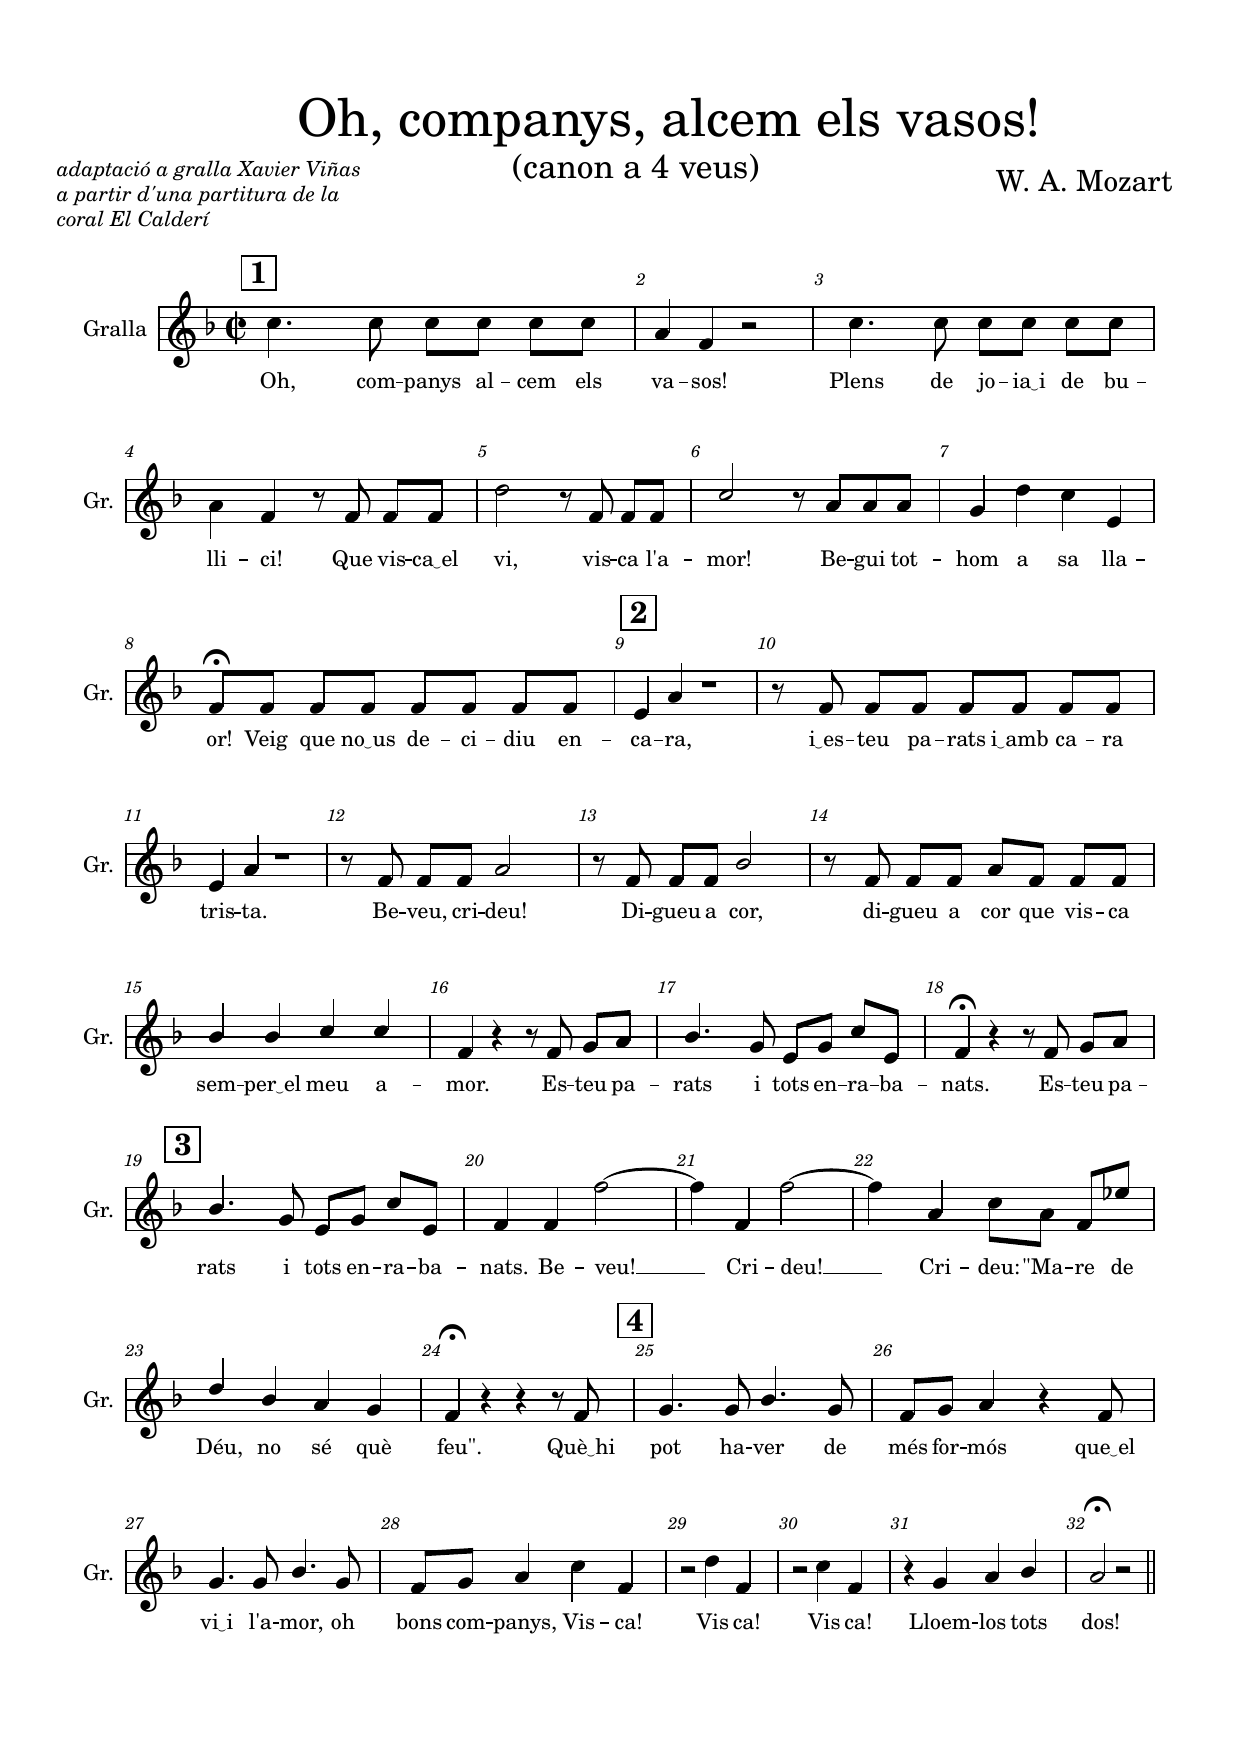 Oh, companys, alcem els vasos!
(canon a 4 veus)
adaptació a gralla Xavier Viñas
a partir d'una partitura de la
coral El Calderí
W. A. Mozart
1 2 3
Gralla
Oh, com – panys al – cem els va – sos! Plens de jo – ia‿i de bu –
4 5 6 7
Gr.
lli – ci! Que vis – ca‿el vi, vis – ca l'a – mor! Be – gui tot – hom a sa lla –
2
8 9 10
Gr.
or! Veig que no‿us de – ci – diu en – ca – ra, i‿es – teu pa – rats i‿amb ca – ra
11 12 13 14
Gr.
tris – ta. Be – veu, cri – deu! Di – gueu a cor, di – gueu a cor que vis – ca
15 16 17 18
Gr.
sem – per‿el meu a – mor. Es – teu pa – rats i tots en – ra – ba – nats. Es – teu pa –
3
19 20 21 22
Gr.
rats i tots en – ra – ba – nats. Be – veu! Cri – deu! Cri – deu: "Ma – re de
4
23 24 25 26
Gr.
Déu, no sé què feu". Què‿hi pot ha – ver de més for – mós que‿el
27 28 29 30 31 32
Gr.
vi‿i l'a – mor, oh bons com – panys, Vis – ca! Vis ca! Vis ca! Lloem – los tots dos!